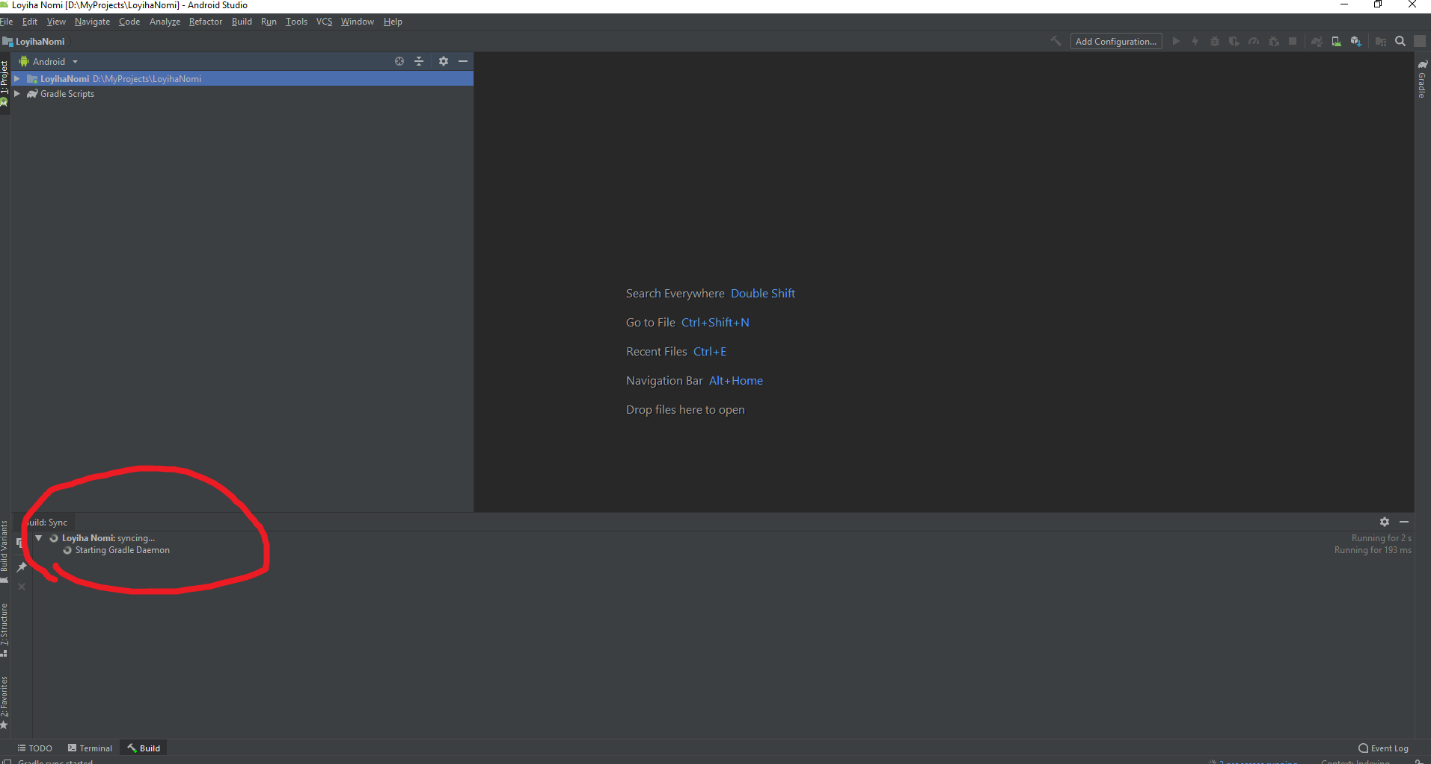 Loyiha Nomi [D:\MyProjects\LoyihaNomi] - Android Studio
File Edit View Navigate Code Analyze Refactor Build Run Tools VCS Window Help
LoyihaNomi
Add Configuration...
1: Project
Android
LoyihaNomi D:\MyProjects\LoyihaNomi
Gradle Scripts
Gradle
Search Everywhere Double Shift
Go to File Ctrl+Shift+N
Recent Files Ctrl+E
Navigation Bar Alt+Home
Drop files here to open
Build: Sync
Loyiha Nomi: syncing... Running for 2 s
Starting Gradle Daemon Running for 193 ms
Build Variants
Z: Structure
2: Favorites
TODO Terminal Build Event Log
Gradle sync started
2 processes running... Context: Indexing...